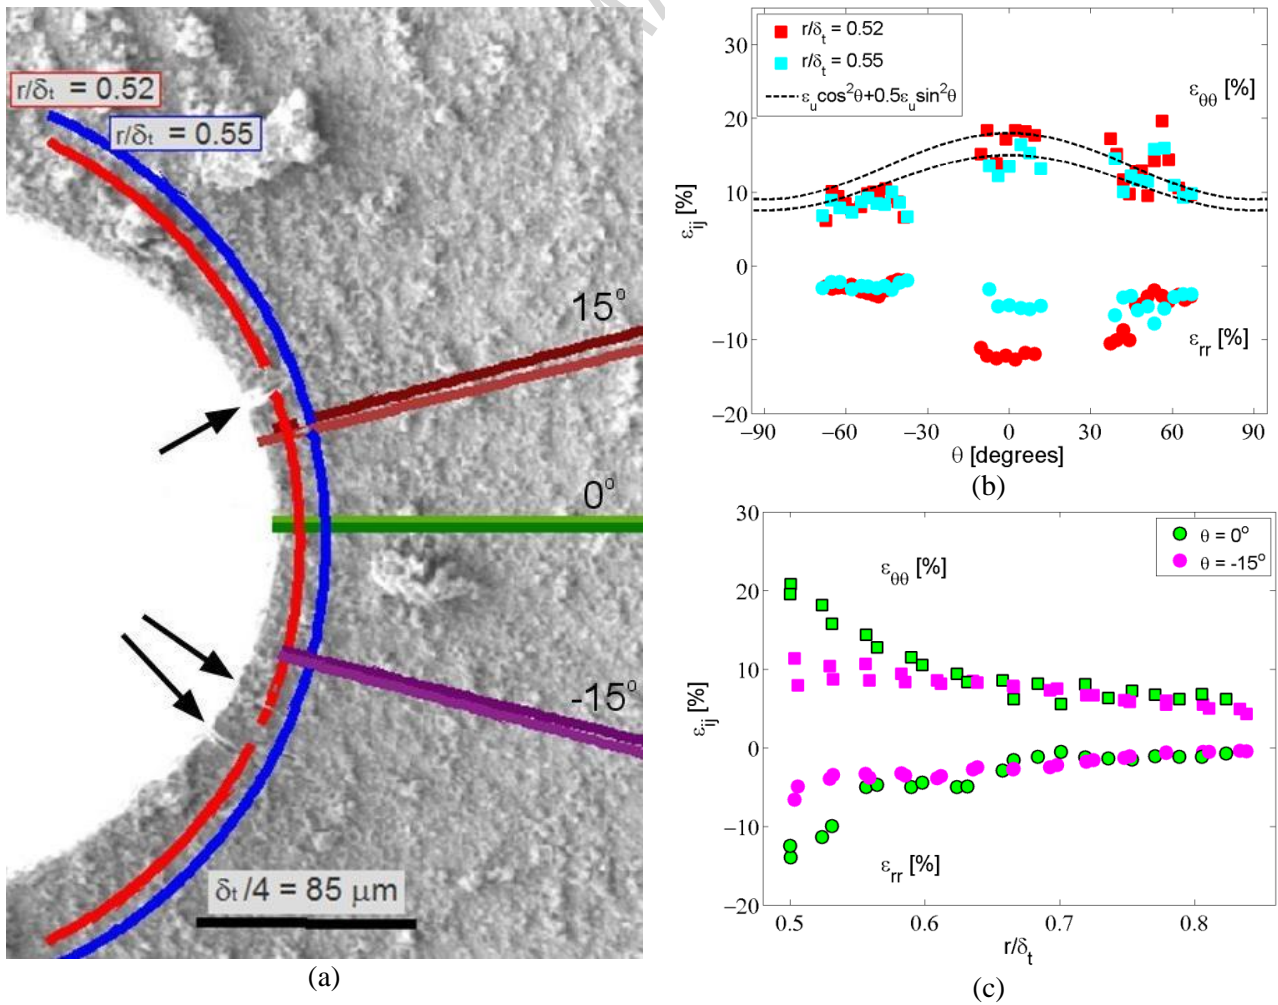 r/δt = 0.52
r/δt = 0.55
15°
0°
-15°
δt /4 = 85 μm
(a)
r/δt = 0.52
r/δt = 0.55
εucos²θ+0.5εusin²θ
εθθ [%]
εrr [%]
εij [%]
30
20
10
0
−10
−20
−90
−60
−30
0
30
60
90
θ [degrees]
(b)
θ = 0°
θ = -15°
εθθ [%]
εrr [%]
εij [%]
30
20
10
0
−10
−20
0.5
0.6
0.7
0.8
r/δt
(c)